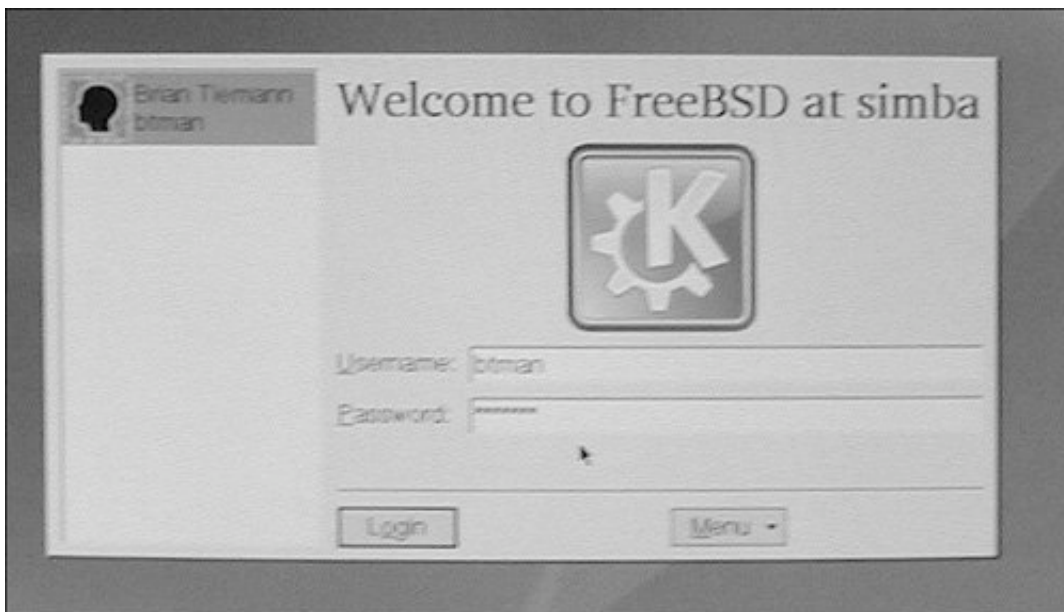 Brian Tiemann
btman
Welcome to FreeBSD at simba
K
Username: btman
Password: *******
Login
Menu